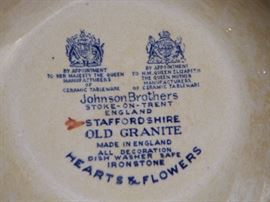 BY APPOINTMENT
TO HER MAJESTY THE QUEEN
MANUFACTURERS
OF
CERAMIC TABLEWARE
BY APPOINTMENT
TO H.M. QUEEN ELIZABETH
THE QUEEN MOTHER
MANUFACTURERS
OF CERAMIC TABLEWARE
Johnson Brothers
STOKE-ON-TRENT
ENGLAND
STAFFORDSHIRE
OLD GRANITE
MADE IN ENGLAND
ALL DECORATION
DISH WASHER SAFE
IRONSTONE
HEARTS & FLOWERS